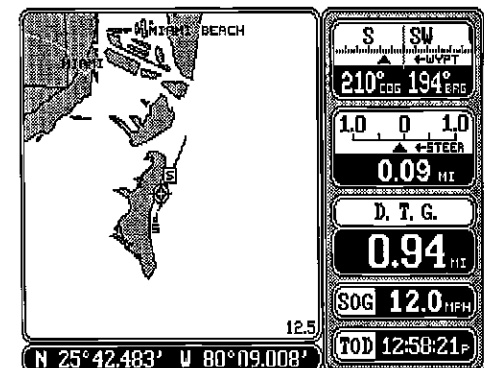 MIAMI BEACH
MIAMI
S
12.5
N 25°42.483' W 80°09.008'
S SW
←WYPT
210°COG 194°BRG
1.0 0 1.0
←STEER
0.09 MI
D. T. G.
0.94 MI
SOG 12.0 MPH
TOD 12:58:21P